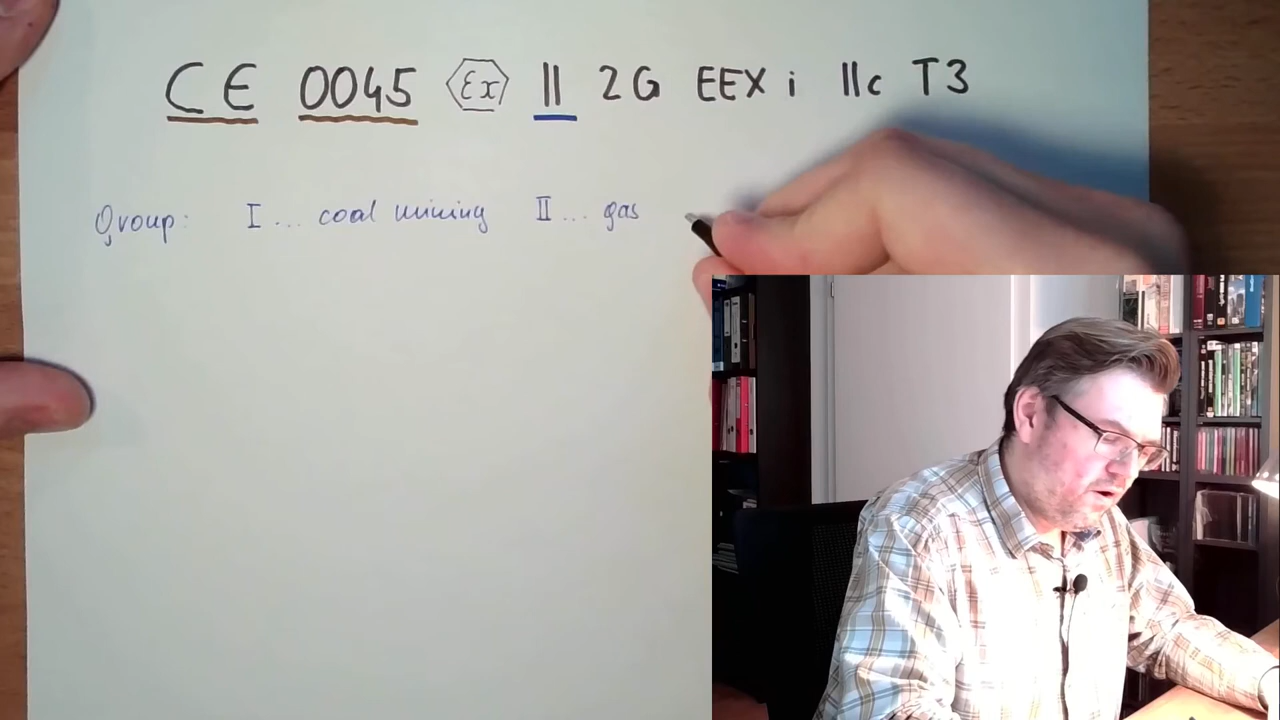 CE 0045 Ex II 2G EEX i IIc T3
Group: I ... coal mining II ... gas